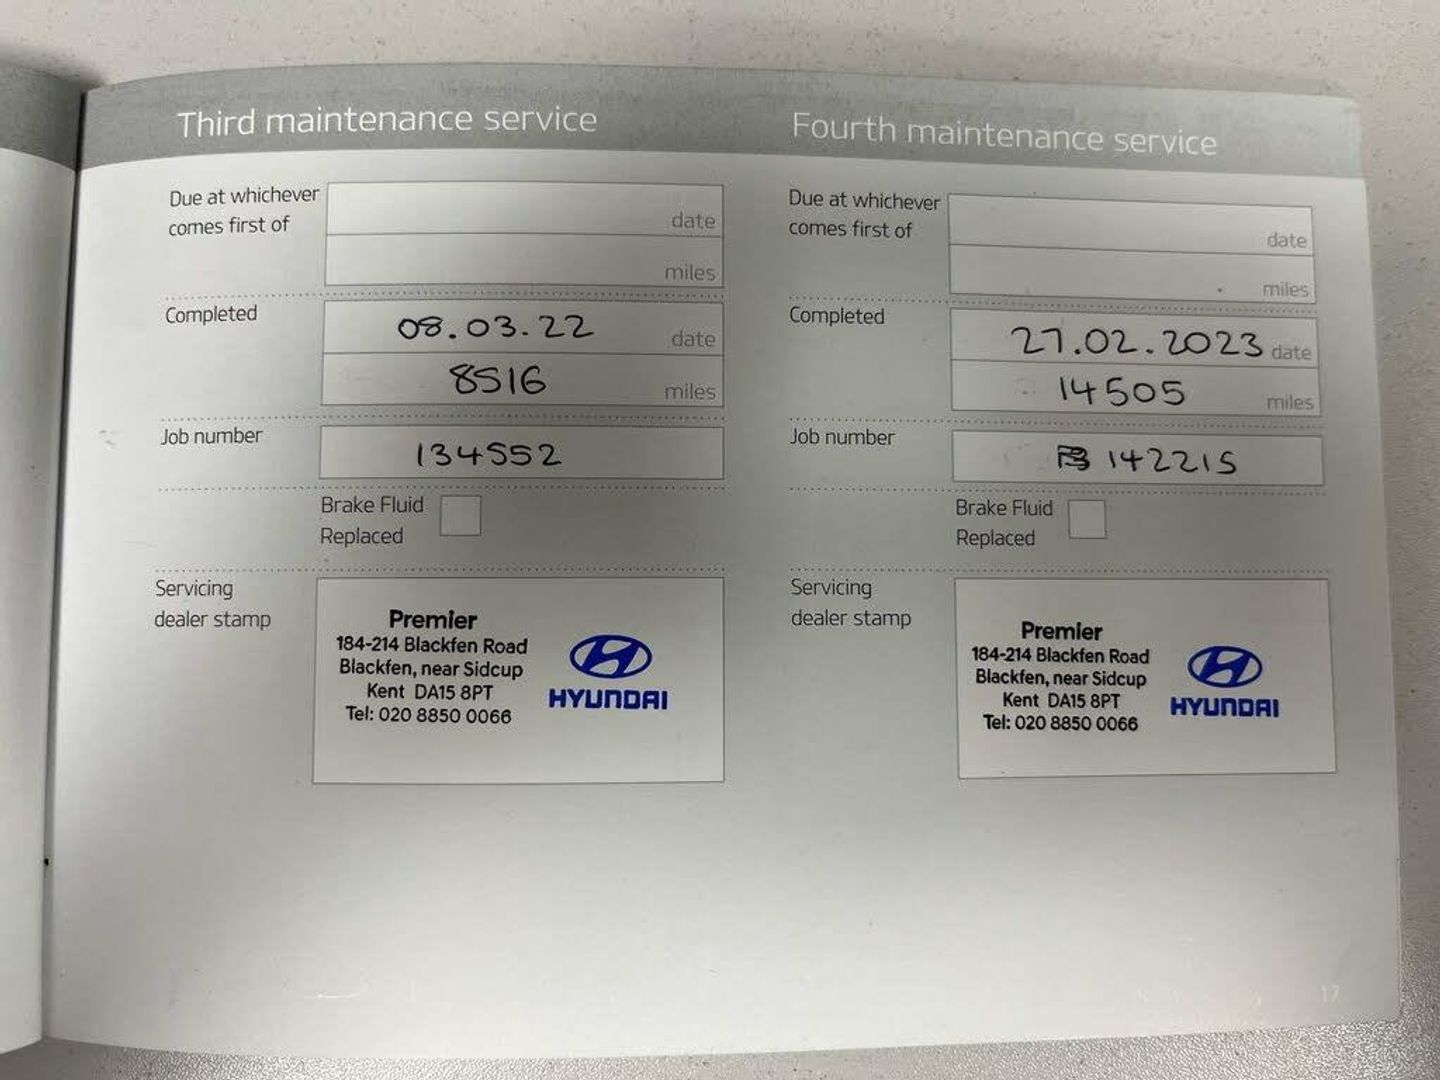 Third maintenance service
Due at whichever
comes first of
date
miles
Completed
08.03.22 date
8516 miles
Job number
134552
Brake Fluid
Replaced
Servicing
dealer stamp
Premier
184-214 Blackfen Road
Blackfen, near Sidcup
Kent DA15 8PT
Tel: 020 8850 0066
HYUNDAI
Fourth maintenance service
Due at whichever
comes first of
date
miles
Completed
27.02.2023 date
14505 miles
Job number
142215
Brake Fluid
Replaced
Servicing
dealer stamp
Premier
184-214 Blackfen Road
Blackfen, near Sidcup
Kent DA15 8PT
Tel: 020 8850 0066
HYUNDAI
17